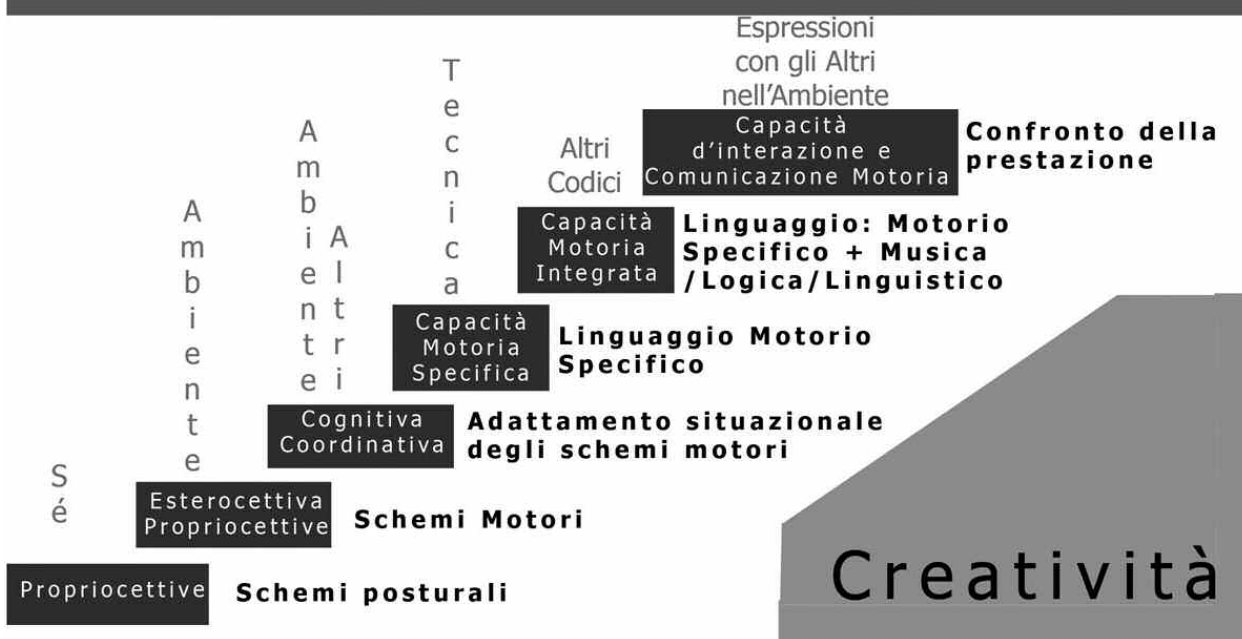 Espressioni
con gli Altri
nell'Ambiente
Capacità
d'interazione e
Comunicazione Motoria
Confronto della
prestazione
Altri
Codici
Capacità
Motoria
Integrata
Linguaggio: Motorio
Specifico + Musica
/Logica/Linguistico
Tecnica
Capacità
Motoria
Specifica
Linguaggio Motorio
Specifico
Ambiente
Altri
Cognitiva
Coordinativa
Adattamento situazionale
degli schemi motori
Ambiente
Esterocettiva
Propriocettive
Schemi Motori
Sé
Propriocettive
Schemi posturali
Creatività